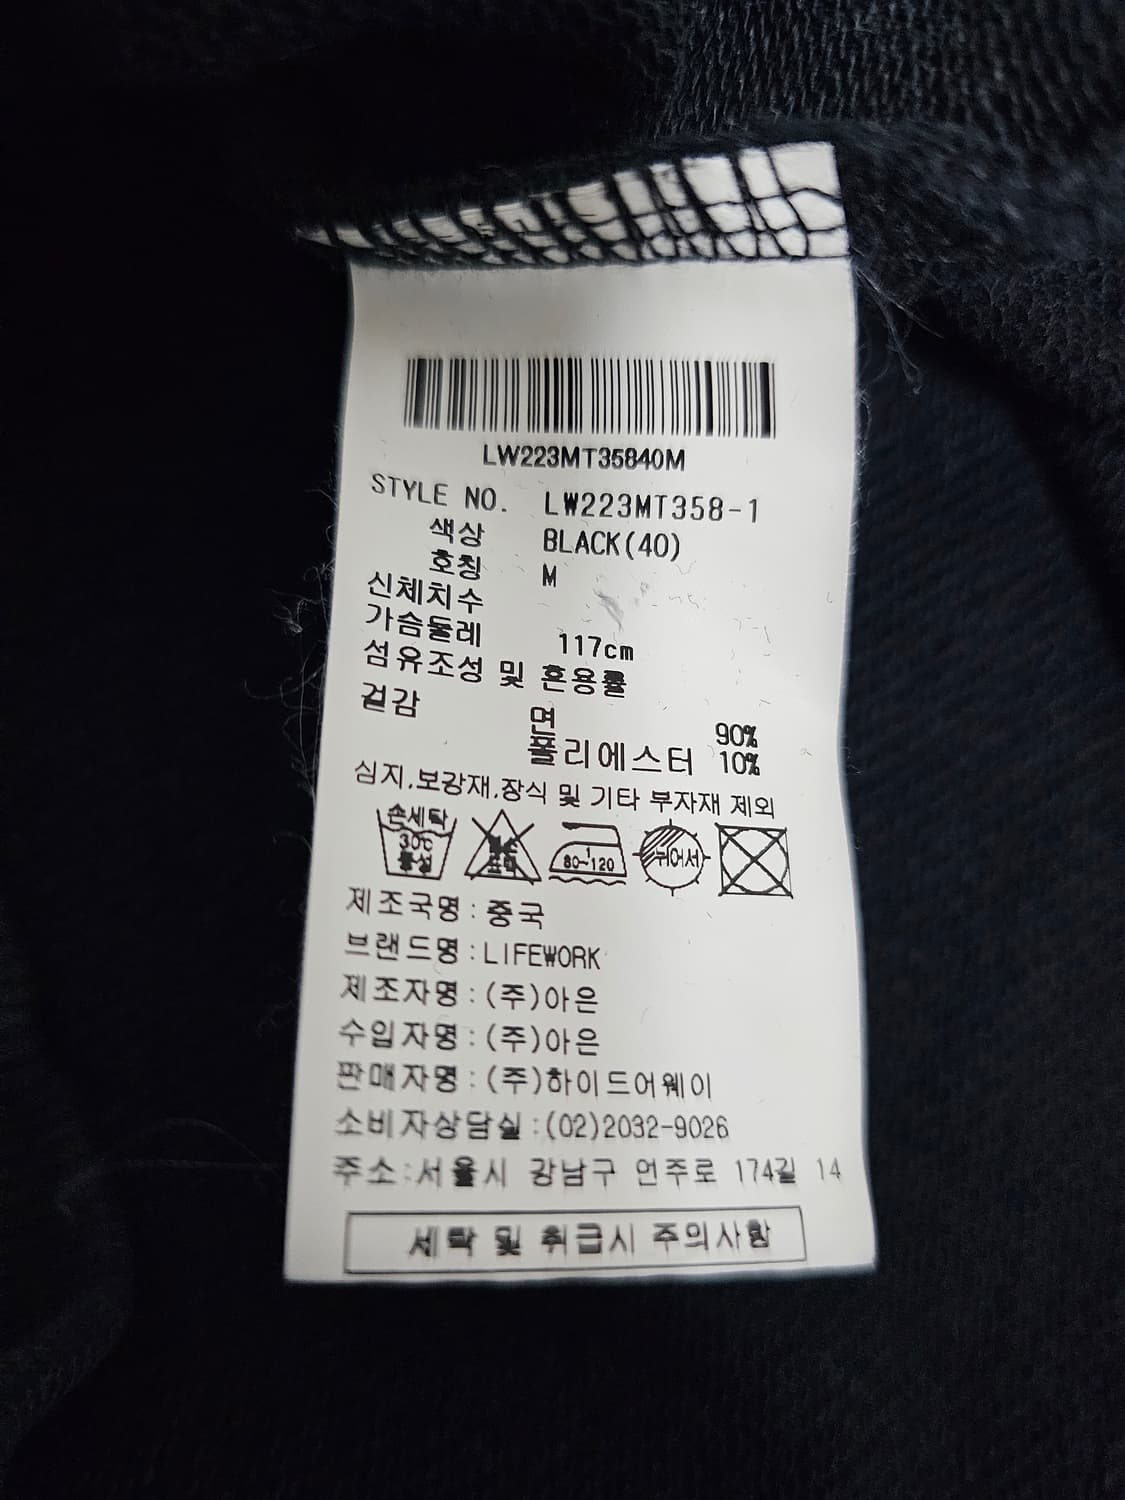 LW223MT35840M
STYLE NO. LW223MT358-1
색상 BLACK(40)
호칭 M
신체치수
가슴둘레 117cm
섬유조성 및 혼용률
겉감
면 90%
폴리에스터 10%
심지,보강재,장식 및 기타 부자재 제외
손세탁 30℃ 중성 80~120 뉘어서
제조국명:중국
브랜드명:LIFEWORK
제조자명:(주)아은
수입자명:(주)아은
판매자명:(주)하이드어웨이
소비자상담실:(02)2032-9026
주소:서울시 강남구 언주로 174길 14
세탁 및 취급시 주의사항